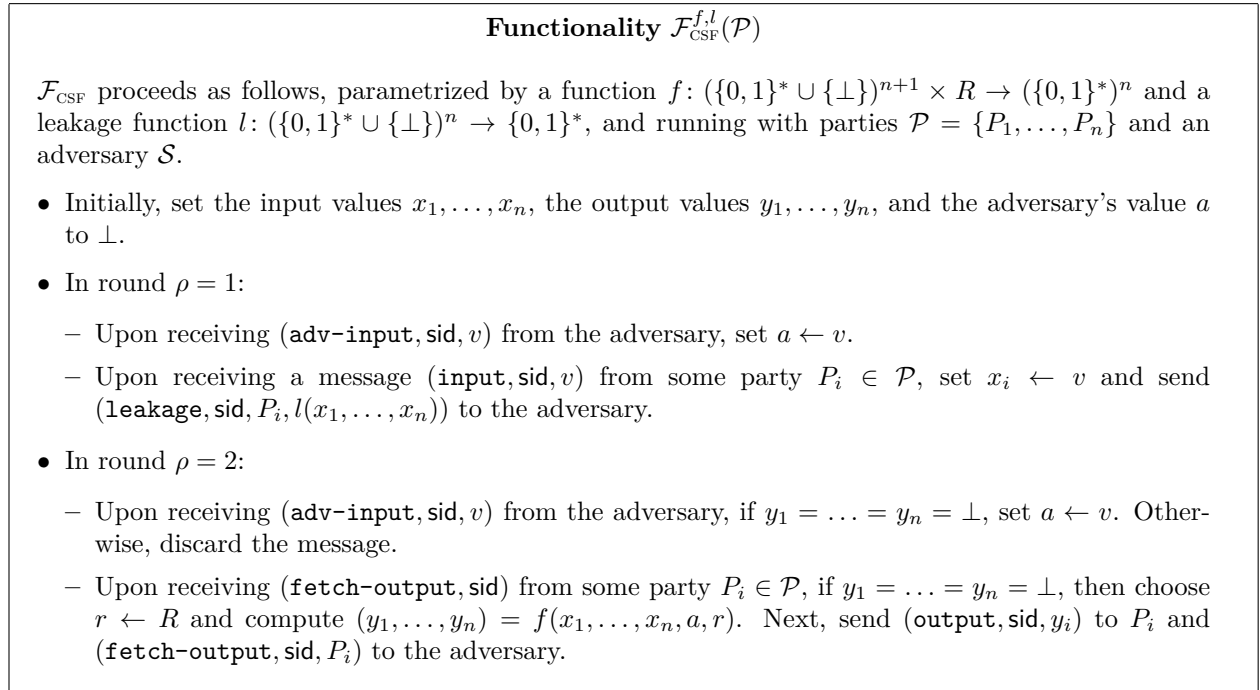 Functionality $\mathcal{F}_{\text{CSF}}^{f,l}(\mathcal{P})$
$\mathcal{F}_{\text{CSF}}$ proceeds as follows, parametrized by a function $f\colon (\{0,1\}^* \cup \{\bot\})^{n+1} \times R \to (\{0,1\}^*)^n$ and a
leakage function $l\colon (\{0,1\}^* \cup \{\bot\})^n \to \{0,1\}^*$, and running with parties $\mathcal{P} = \{P_1, \ldots, P_n\}$ and an
adversary $\mathcal{S}$.
• Initially, set the input values $x_1, \ldots, x_n$, the output values $y_1, \ldots, y_n$, and the adversary's value $a$
to $\bot$.
• In round $\rho = 1$:
– Upon receiving (adv-input, sid, $v$) from the adversary, set $a \leftarrow v$.
– Upon receiving a message (input, sid, $v$) from some party $P_i \in \mathcal{P}$, set $x_i \leftarrow v$ and send
(leakage, sid, $P_i$, $l(x_1, \ldots, x_n)$) to the adversary.
• In round $\rho = 2$:
– Upon receiving (adv-input, sid, $v$) from the adversary, if $y_1 = \ldots = y_n = \bot$, set $a \leftarrow v$. Other-
wise, discard the message.
– Upon receiving (fetch-output, sid) from some party $P_i \in \mathcal{P}$, if $y_1 = \ldots = y_n = \bot$, then choose
$r \leftarrow R$ and compute $(y_1, \ldots, y_n) = f(x_1, \ldots, x_n, a, r)$. Next, send (output, sid, $y_i$) to $P_i$ and
(fetch-output, sid, $P_i$) to the adversary.